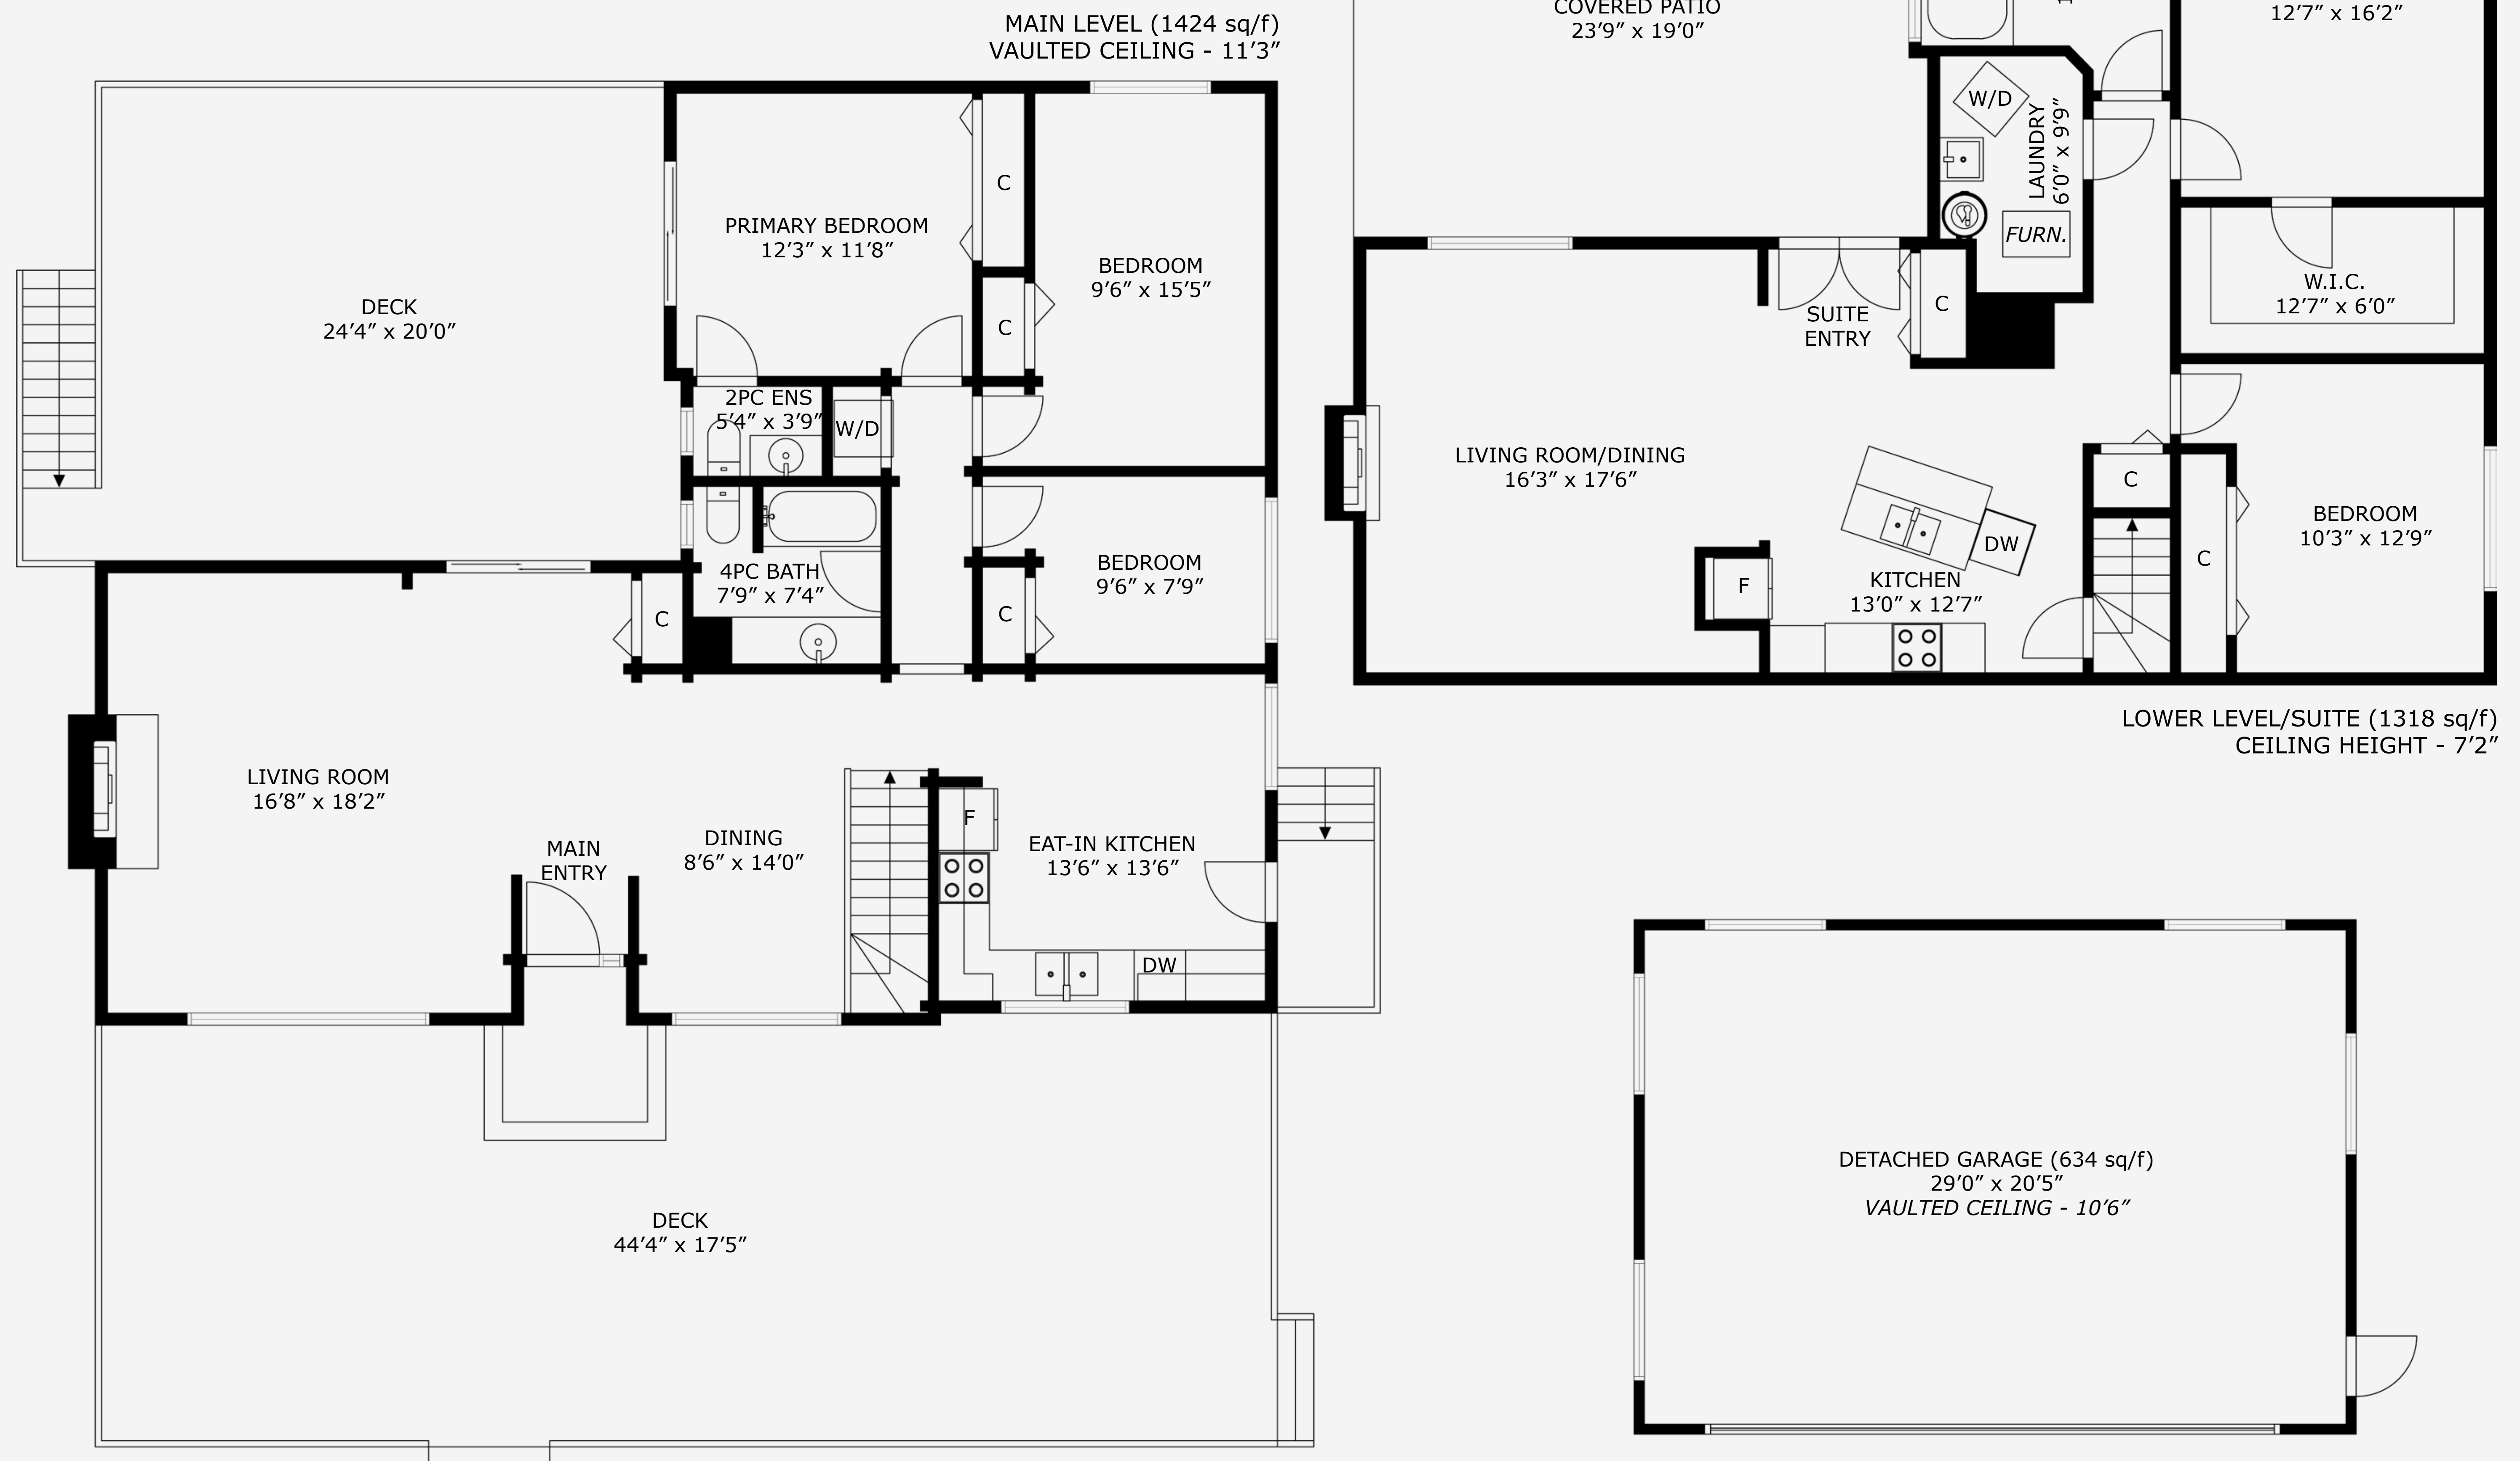 MAIN LEVEL (1424 sq/f)
VAULTED CEILING - 11’3”
DECK
24’4” x 20’0”
PRIMARY BEDROOM
12’3” x 11’8”
C
C
BEDROOM
9’6” x 15’5”
2PC ENS
5’4” x 3’9”
W/D
4PC BATH
7’9” x 7’4”
C
C
BEDROOM
9’6” x 7’9”
LIVING ROOM
16’8” x 18’2”
MAIN
ENTRY
DINING
8’6” x 14’0”
F
EAT-IN KITCHEN
13’6” x 13’6”
DW
DECK
44’4” x 17’5”
COVERED PATIO
23’9” x 19’0”
12’7” x 16’2”
W/D
LAUNDRY
6’0” x 9’9”
FURN.
SUITE
ENTRY
C
W.I.C.
12’7” x 6’0”
LIVING ROOM/DINING
16’3” x 17’6”
DW
F
KITCHEN
13’0” x 12’7”
C
C
BEDROOM
10’3” x 12’9”
LOWER LEVEL/SUITE (1318 sq/f)
CEILING HEIGHT - 7’2”
DETACHED GARAGE (634 sq/f)
29’0” x 20’5”
VAULTED CEILING - 10’6”